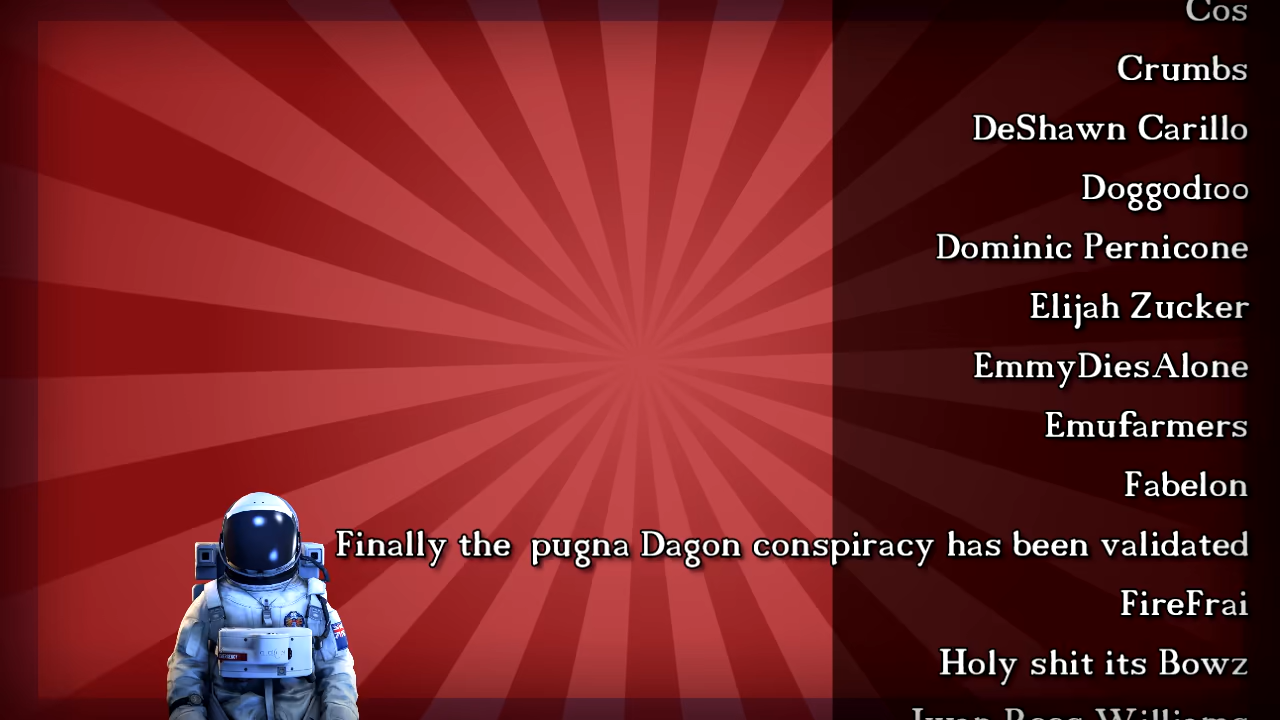 Cos
Crumbs
DeShawn Carillo
Doggod100
Dominic Pernicone
Elijah Zucker
EmmyDiesAlone
Emufarmers
Fabelon
Finally the pugna Dagon conspiracy has been validated
FireFrai
Holy shit its Bowz